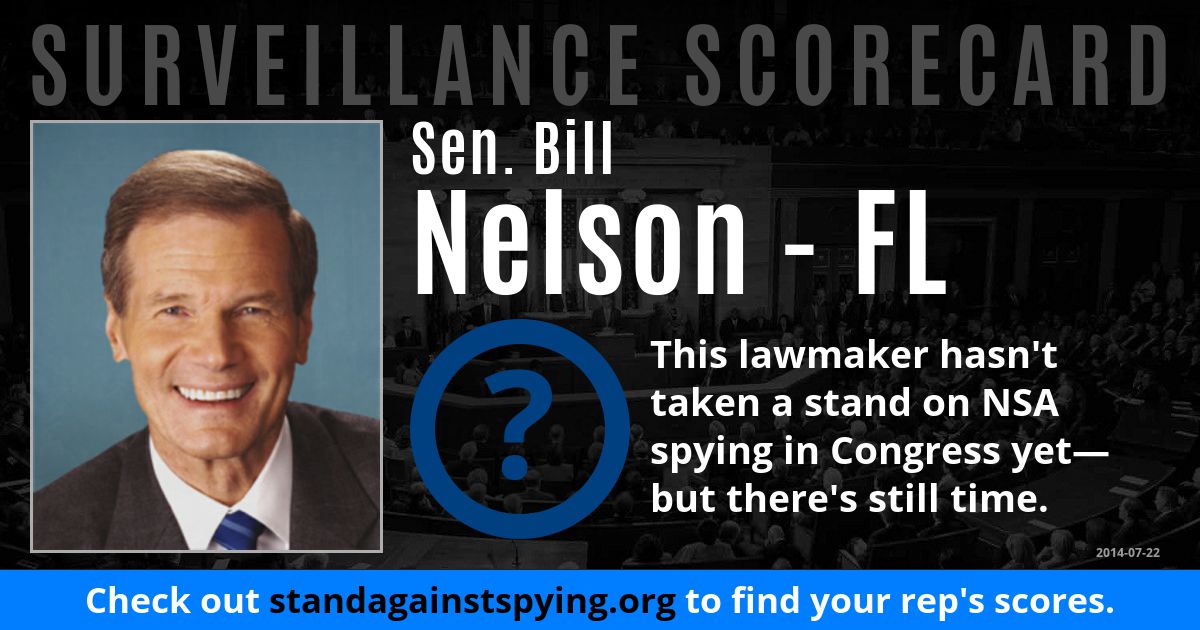 SURVEILLANCE SCORECARD
Sen. Bill
Nelson - FL
?
This lawmaker hasn't
taken a stand on NSA
spying in Congress yet—
but there's still time.
2014-07-22
Check out standagainstspying.org to find your rep's scores.